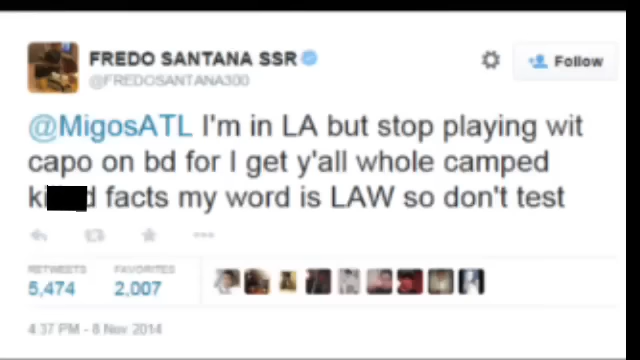 FREDO SANTANA SSR
@FREDOSANTANA300
Follow
@MigosATL I'm in LA but stop playing wit
capo on bd for I get y'all whole camped
facts my word is LAW so don't test
RETWEETS FAVORITES
5,474 2,007
4:37 PM - 8 Nov 2014